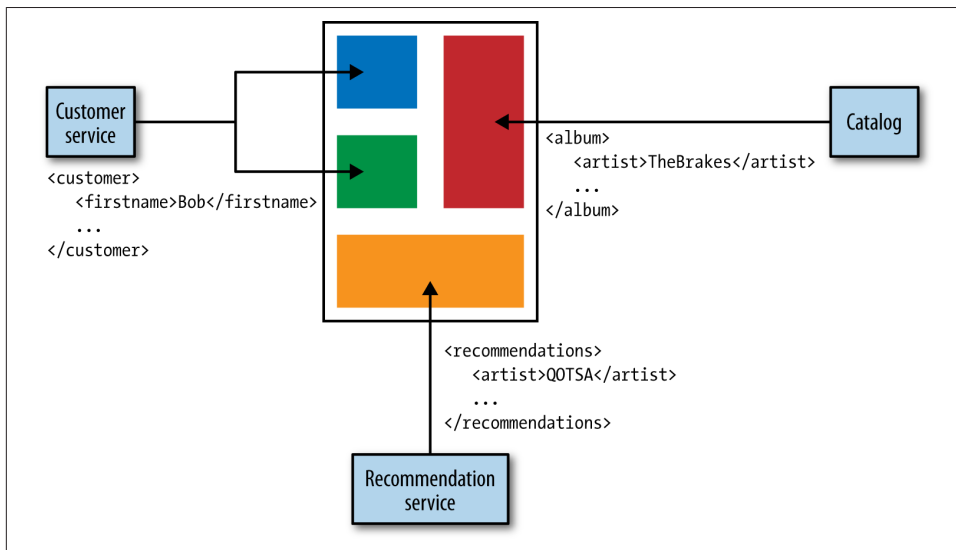 Customer
service
<customer>
<firstname>Bob</firstname>
...
</customer>
Catalog
<album>
<artist>TheBrakes</artist>
...
</album>
<recommendations>
<artist>QOTSA</artist>
...
</recommendations>
Recommendation
service